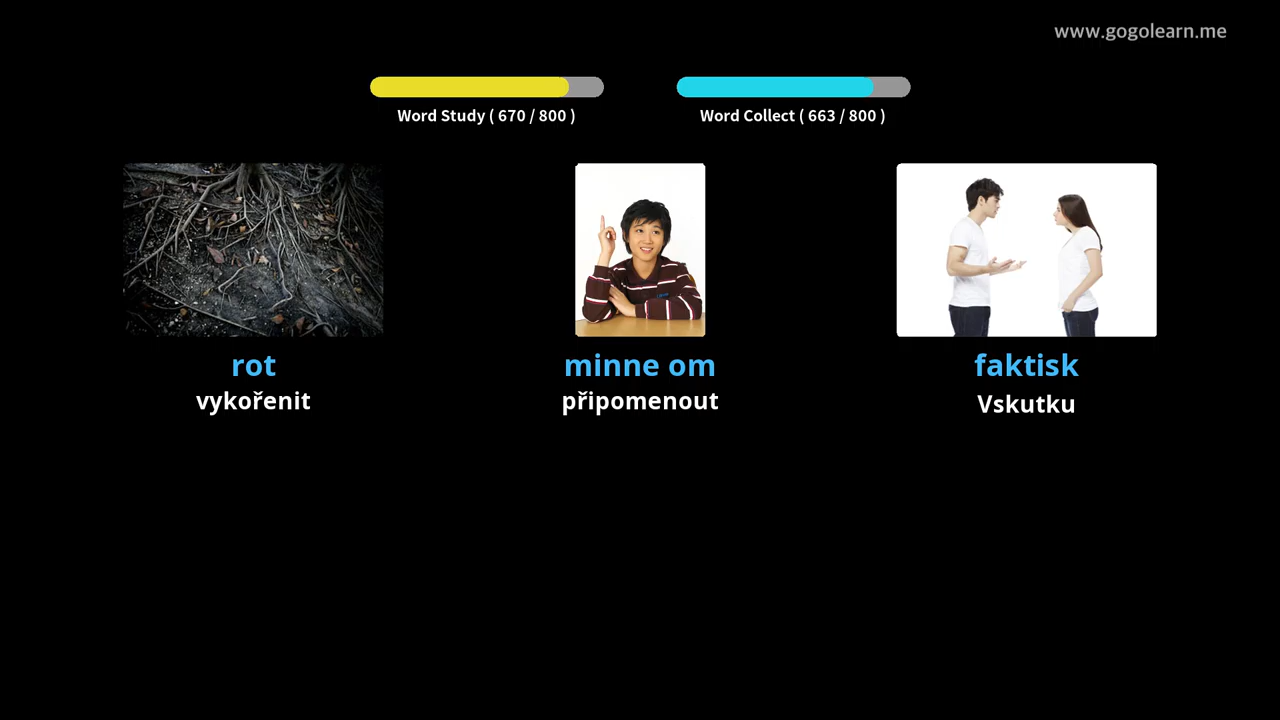 www.gogolearn.me
Word Study ( 670 / 800 )
Word Collect ( 663 / 800 )
rot
vykořenit
minne om
připomenout
faktisk
Vskutku